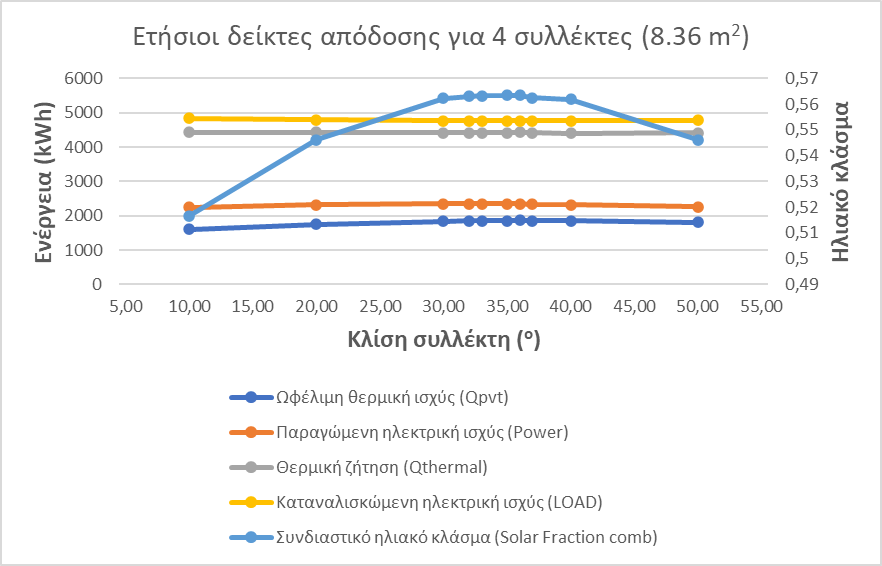 Ετήσιοι δείκτες απόδοσης για 4 συλλέκτες (8.36 m²)
6000
5000
4000
3000
2000
1000
0
Ενέργεια (kWh)
0,57
0,56
0,55
0,54
0,53
0,52
0,51
0,5
0,49
Ηλιακό κλάσμα
5,00 10,00 15,00 20,00 25,00 30,00 35,00 40,00 45,00 50,00 55,00
Κλίση συλλέκτη (º)
Ωφέλιμη θερμική ισχύς (Qpvt)
Παραγώμενη ηλεκτρική ισχύς (Power)
Θερμική ζήτηση (Qthermal)
Καταναλισκώμενη ηλεκτρική ισχύς (LOAD)
Συνδιαστικό ηλιακό κλάσμα (Solar Fraction comb)